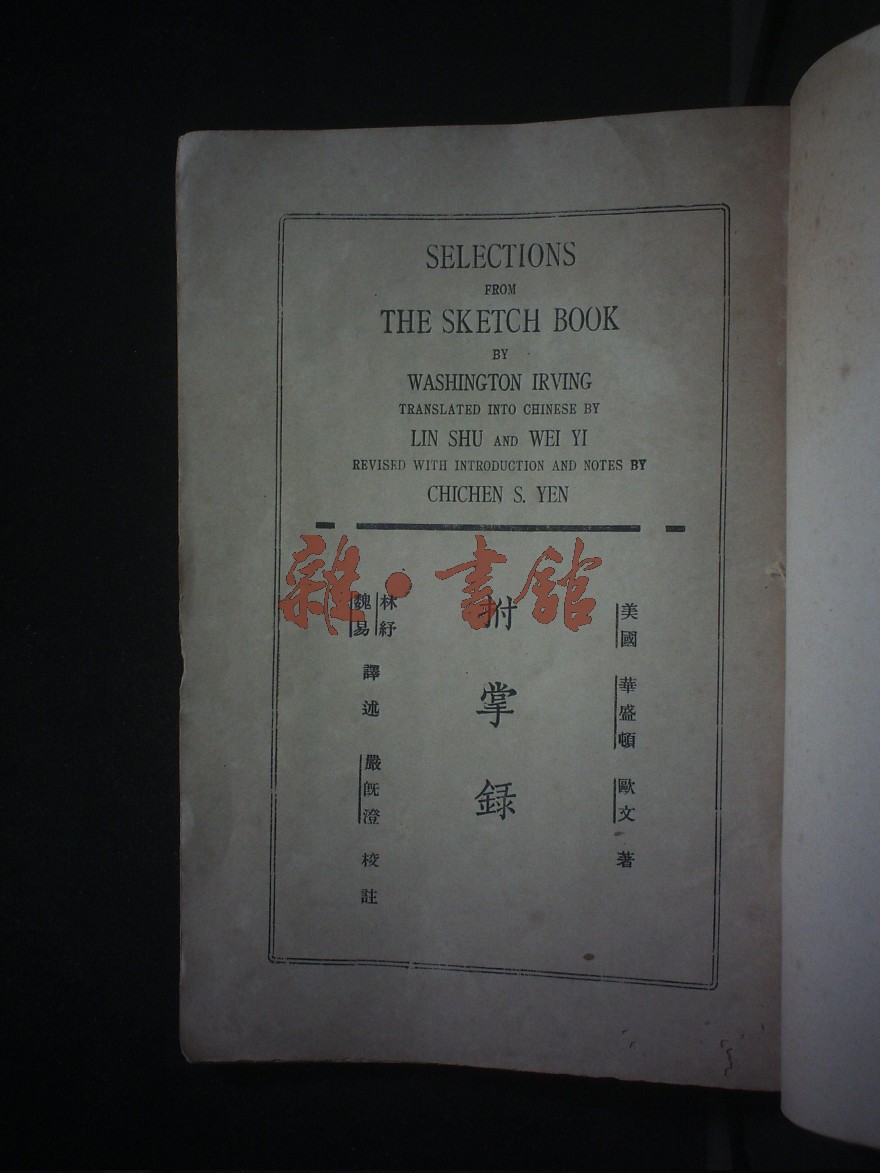 SELECTIONS
FROM
THE SKETCH BOOK
BY
WASHINGTON IRVING
TRANSLATED INTO CHINESE BY
LIN SHU AND WEI YI
REVISED WITH INTRODUCTION AND NOTES BY
CHICHEN S. YEN
雜·書館
美國 華盛頓 歐文 著
拊掌录
林紓
魏易
譯述 嚴旣澄 校註